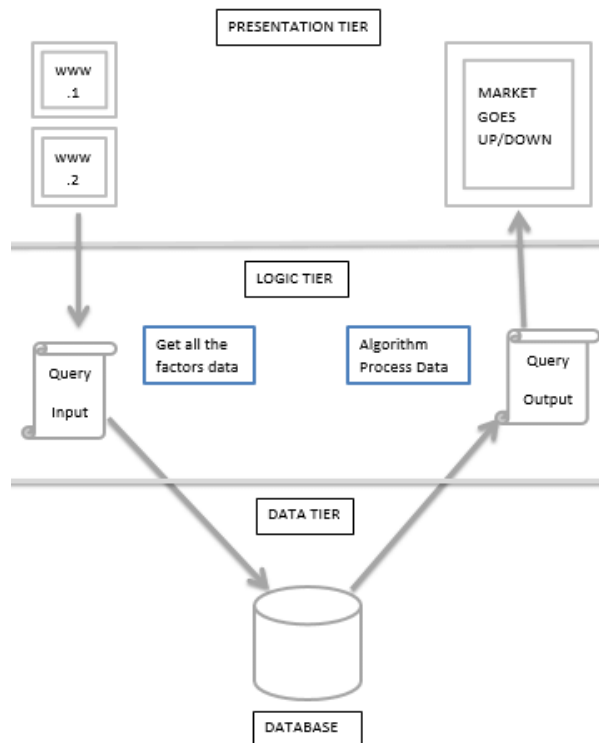 PRESENTATION TIER
www
.1
www
.2
MARKET
GOES
UP/DOWN
LOGIC TIER
Get all the
factors data
Algorithm
Process Data
Query
Input
Query
Output
DATA TIER
DATABASE